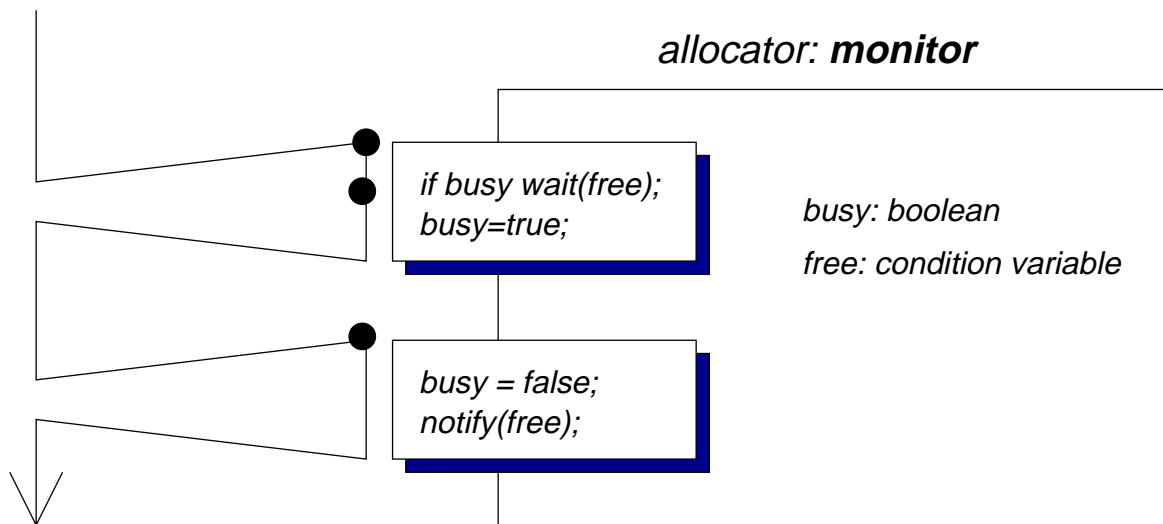 allocator: monitor
if busy wait(free);
busy=true;
busy: boolean
free: condition variable
busy = false;
notify(free);